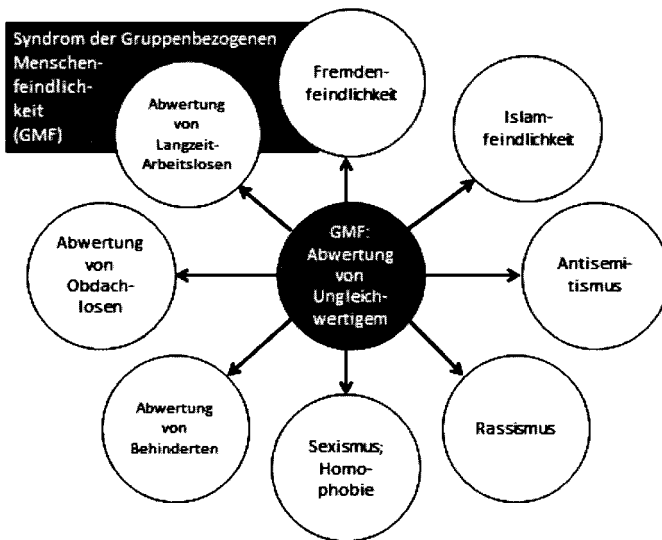 Syndrom der Gruppenbezogenen
Menschen-
feindlich-
keit
(GMF)
Fremden-
feindlichkeit
Islam-
feindlichkeit
Antisemi-
tismus
Rassismus
Sexismus;
Homo-
phobie
Abwertung
von
Behinderten
Abwertung
von
Obdach-
losen
Abwertung
von
Langzeit-
Arbeitslosen
GMF:
Abwertung
von
Ungleich-
wertigem